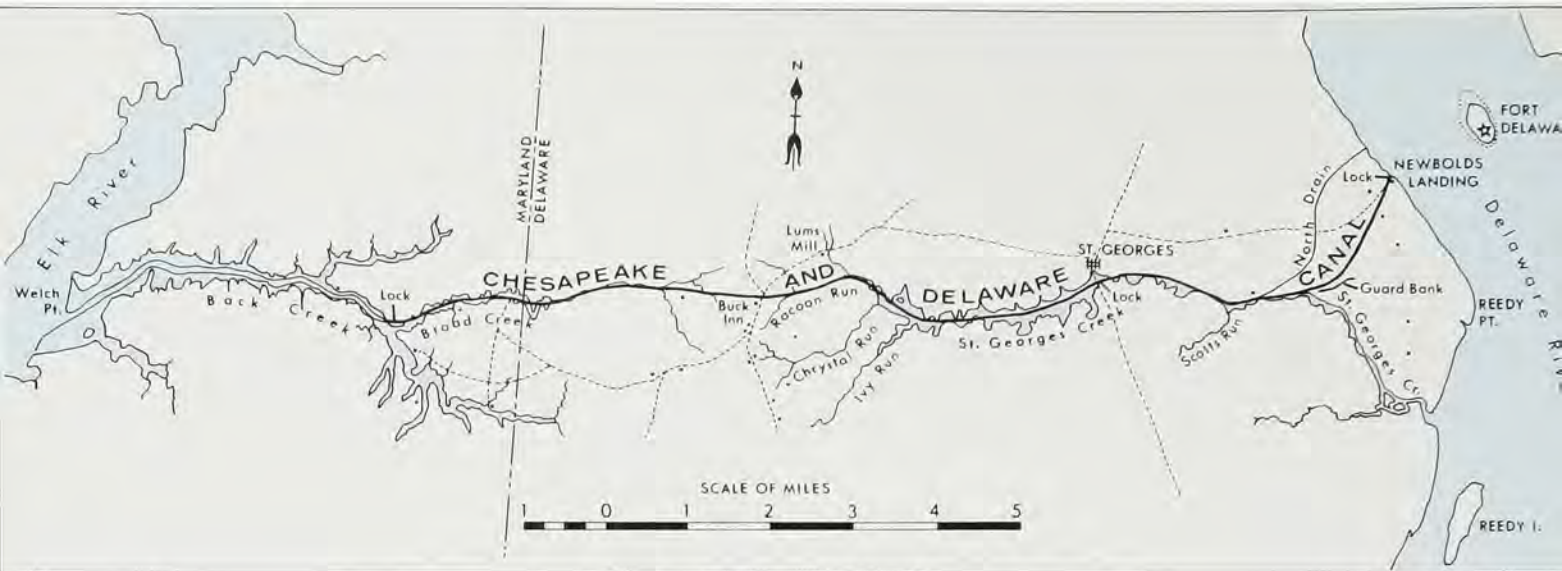 N
MARYLAND
DELAWARE
Elk River
Welch
Pt.
Back Creek
Lock
Broad Creek
CHESAPEAKE AND DELAWARE CANAL
Buck
Inn
Lums
Mill
Racoon Run
Chrystal Run
Ivy Run
St. Georges Creek
ST. GEORGES
Lock
Scotts Run
North Drain
Lock
NEWBOLDS
LANDING
Guard Bank
St. Georges Cr.
FORT
DELAWA
Delaware RIV
REEDY
PT.
REEDY I.
SCALE OF MILES
1 0 1 2 3 4 5